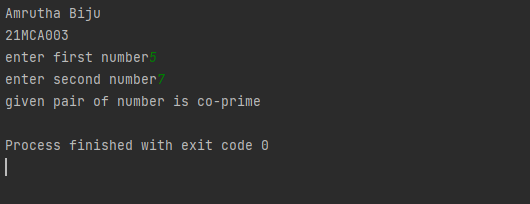 Amrutha Biju
21MCA003
enter first number5
enter second number7
given pair of number is co-prime
Process finished with exit code 0